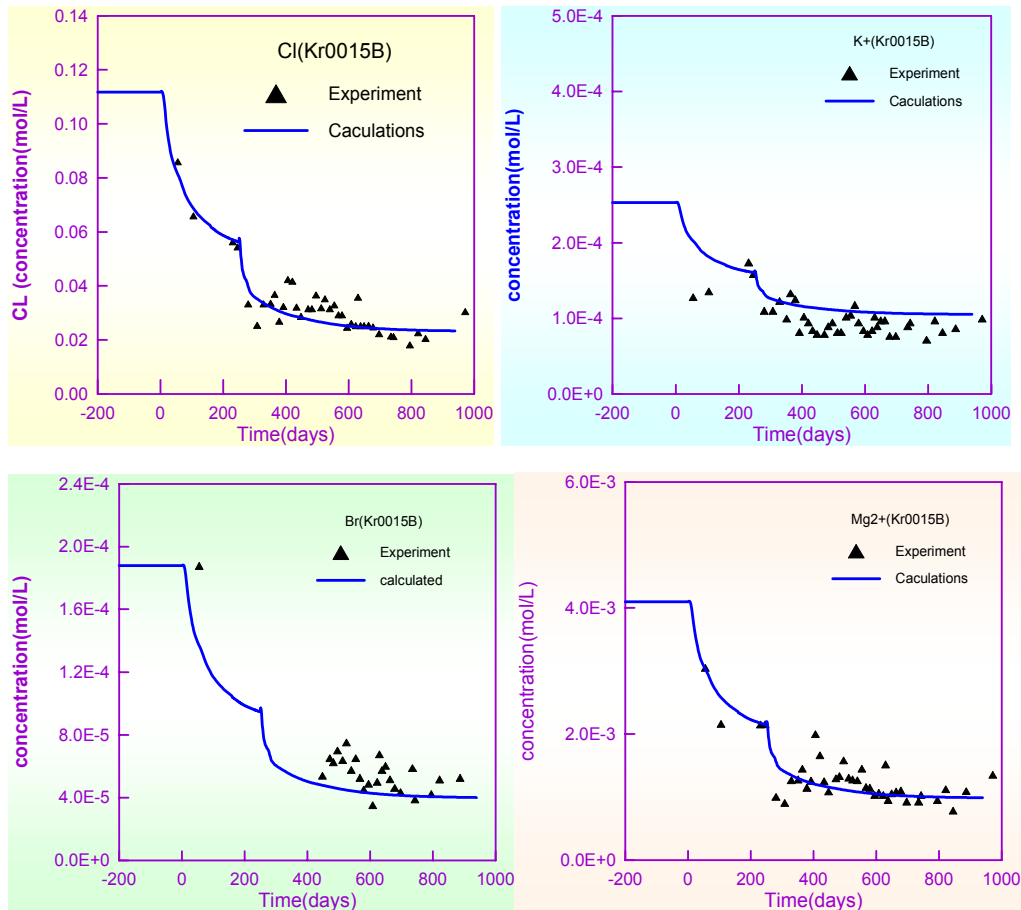 Cl(Kr0015B)
Experiment
Caculations
CL (concentration(mol/L)
0.14
0.12
0.10
0.08
0.06
0.04
0.02
0.00
-200 0 200 400 600 800 1000
Time(days)
K+(Kr0015B)
Experiment
Caculations
concentration(mol/L)
5.0E-4
4.0E-4
3.0E-4
2.0E-4
1.0E-4
0.0E+0
-200 0 200 400 600 800 1000
Time(days)
Br(Kr0015B)
Experiment
calculated
concentration(mol/L)
2.4E-4
2.0E-4
1.6E-4
1.2E-4
8.0E-5
4.0E-5
0.0E+0
-200 0 200 400 600 800 1000
Time(days)
Mg2+(Kr0015B)
Experiment
Caculations
concentration(mol/L)
6.0E-3
4.0E-3
2.0E-3
0.0E+0
-200 0 200 400 600 800 1000
Time(days)